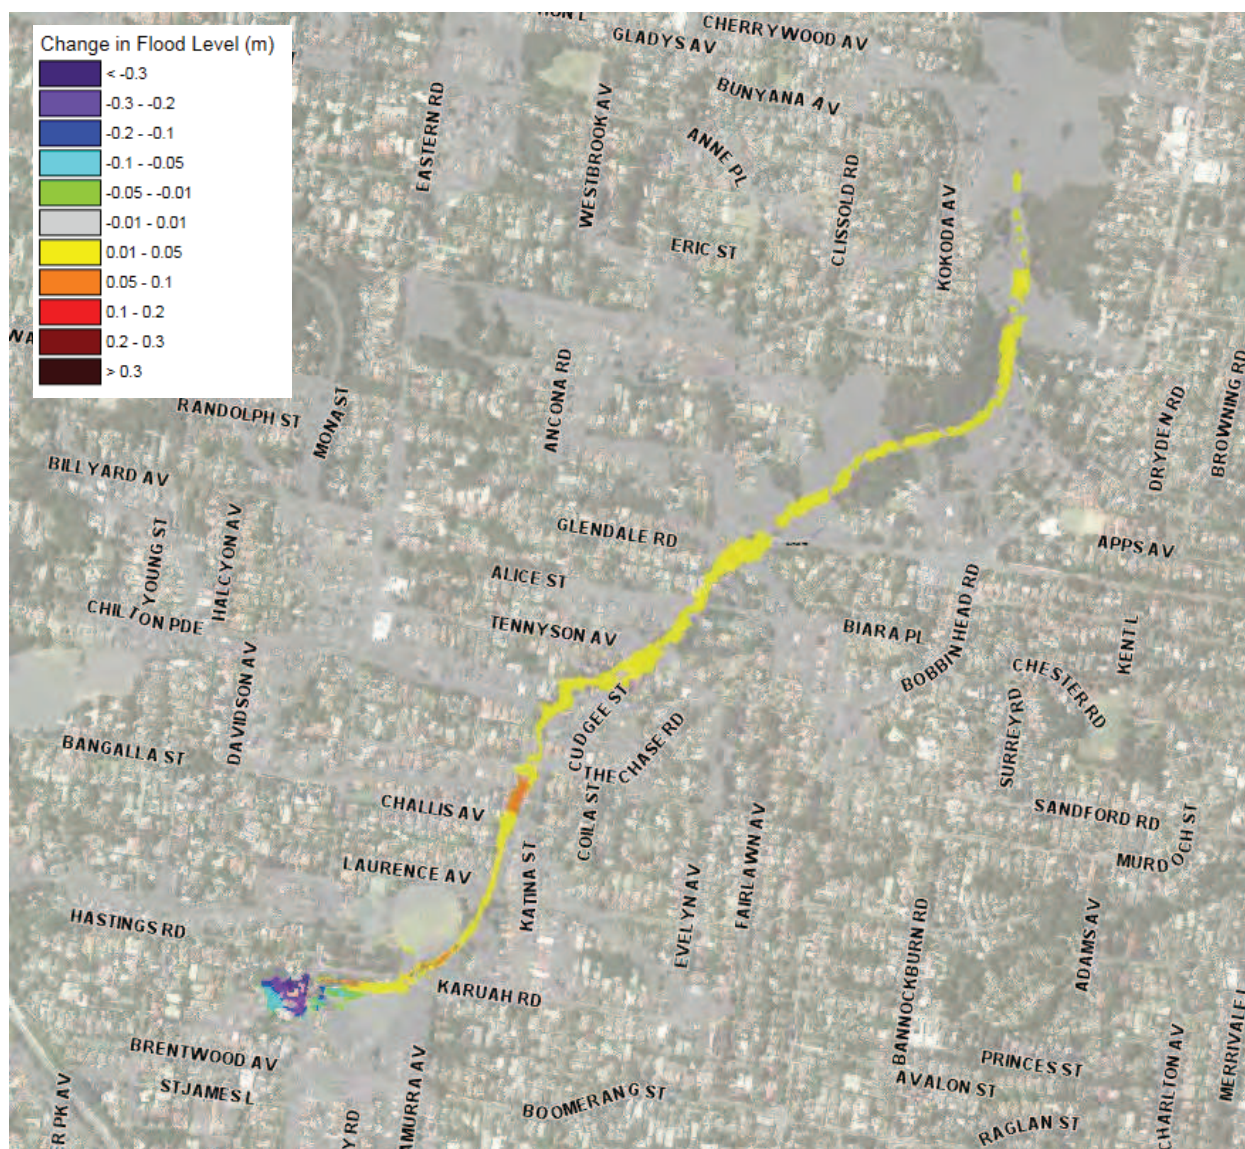 Change in Flood Level (m)
< -0.3
-0.3 - -0.2
-0.2 - -0.1
-0.1 - -0.05
-0.05 - -0.01
-0.01 - 0.01
0.01 - 0.05
0.05 - 0.1
0.1 - 0.2
0.2 - 0.3
> 0.3
CHERRYWOOD AV
GLADYS AV
BUNYANA AV
EASTERN RD
WESTBROOK AV
ANNE PL
CLISSOLD RD
KOKODA AV
ERIC ST
RANDOLPH ST
MONA ST
ANCONA RD
DRYDEN RD
BROWNING RD
BILLYARD AV
YOUNG ST
HALCYON AV
GLENDALE RD
APPS AV
ALICE ST
CHILTON PDE
TENNYSON AV
BIARA PL
BOBBIN HEAD RD
KENT L
CHESTER RD
DAVIDSON AV
CUDGEE ST
SURREY RD
BANGALLA ST
THE CHASE RD
CHALLIS AV
COILA ST
SANDFORD RD
MURDOCH ST
LAURENCE AV
KATINA ST
FAIRLAWN AV
EVELYN AV
HASTINGS RD
BANNOCKBURN RD
ADAMS AV
KARUAH RD
BRENTWOOD AV
PRINCES ST
ST JAMES L
AVALON ST
BOOMERANG ST
CHARLTON AV
MERRIVALE L
RAGLAN ST
ER PK AV
Y RD
AMURRA AV